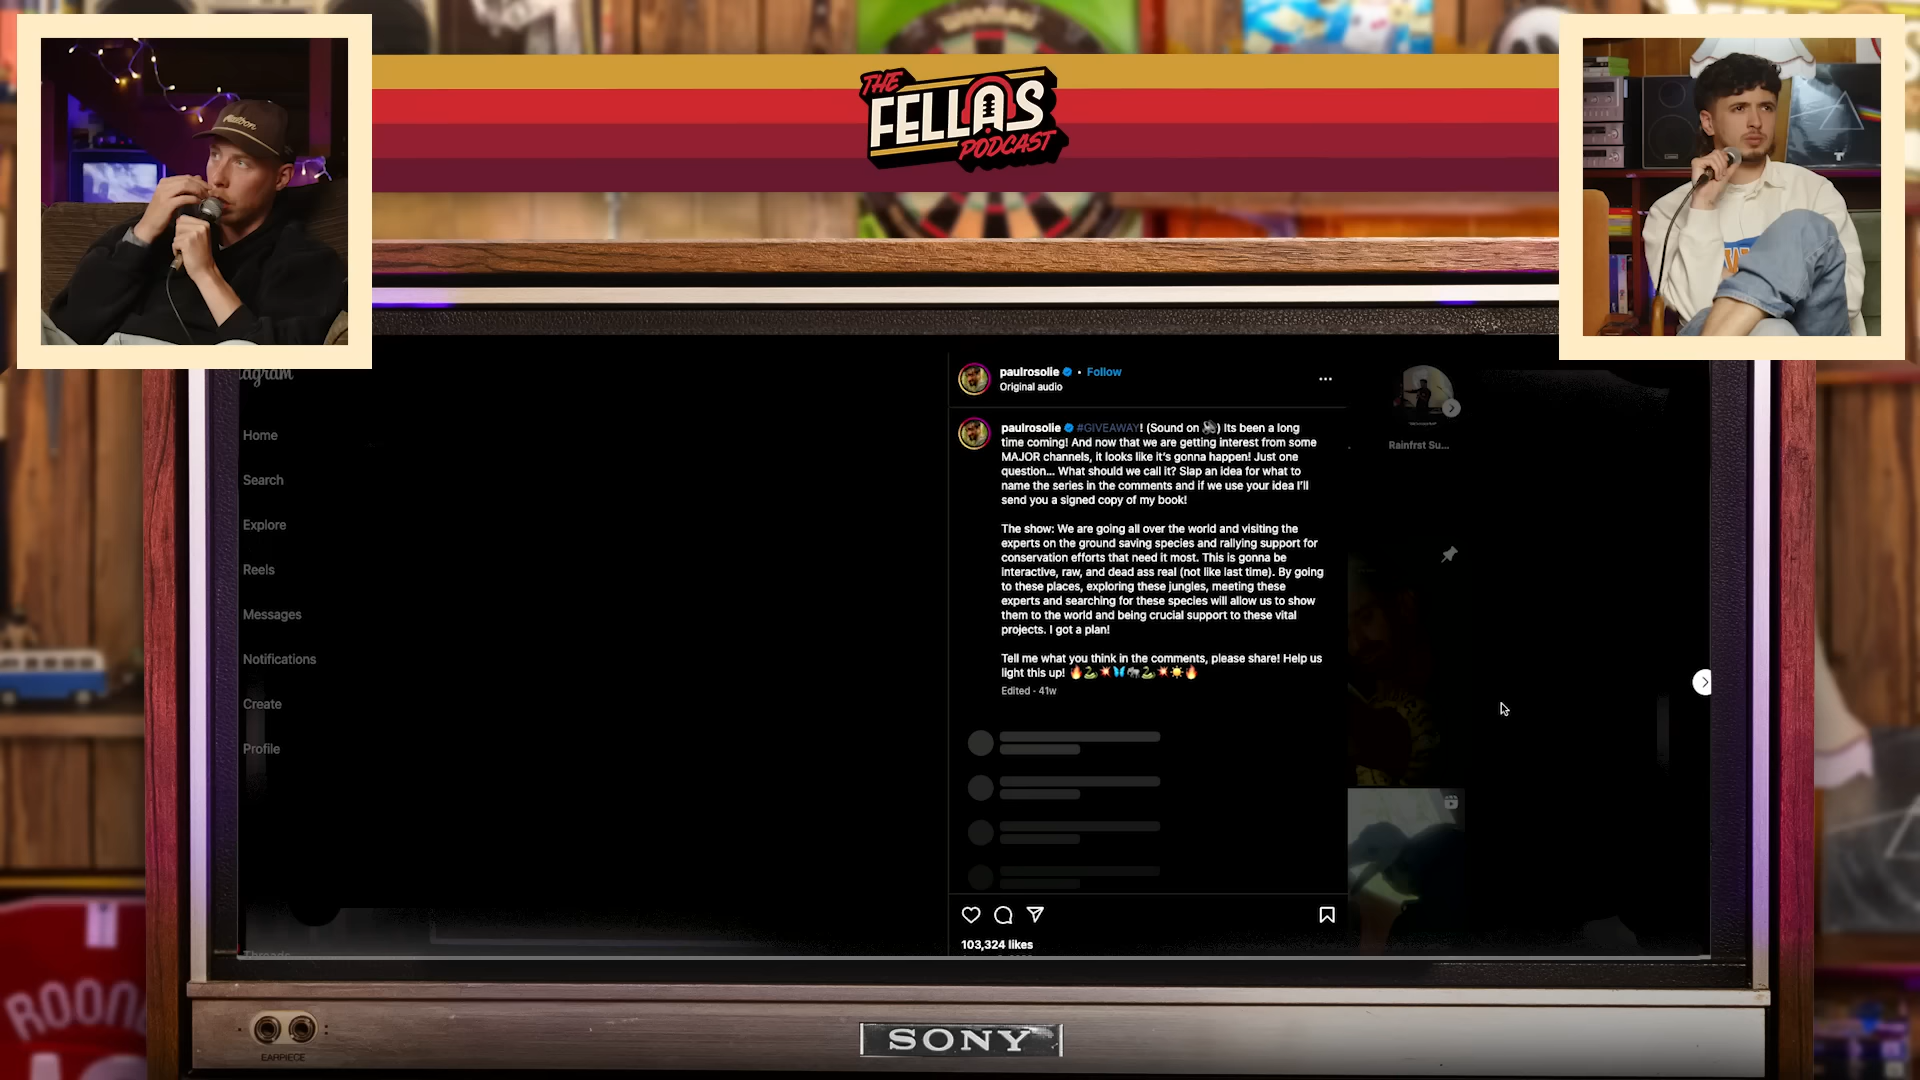 THE
FELLAS
PODCAST
paulrosolie • Follow
Original audio
Home
Search
Explore
Reels
Messages
Notifications
Create
Profile
paulrosolie #GIVEAWAY! (Sound on 🔊) Its been a long
time coming! And now that we are getting interest from some
MAJOR channels, it looks like it's gonna happen! Just one
question... What should we call it? Slap an idea for what to
name the series in the comments and if we use your idea I'll
send you a signed copy of my book!
The show: We are going all over the world and visiting the
experts on the ground saving species and rallying support for
conservation efforts that need it most. This is gonna be
interactive, raw, and dead ass real (not like last time). By going
to these places, exploring these jungles, meeting these
experts and searching for these species will allow us to show
them to the world and being crucial support to these vital
projects. I got a plan!
Tell me what you think in the comments, please share! Help us
light this up! 🔥🐍💥🦋🐘🐍💥☀️🔥
Edited · 41w
103,324 likes
Rainfrst Su...
SONY
EARPIECE
ROON